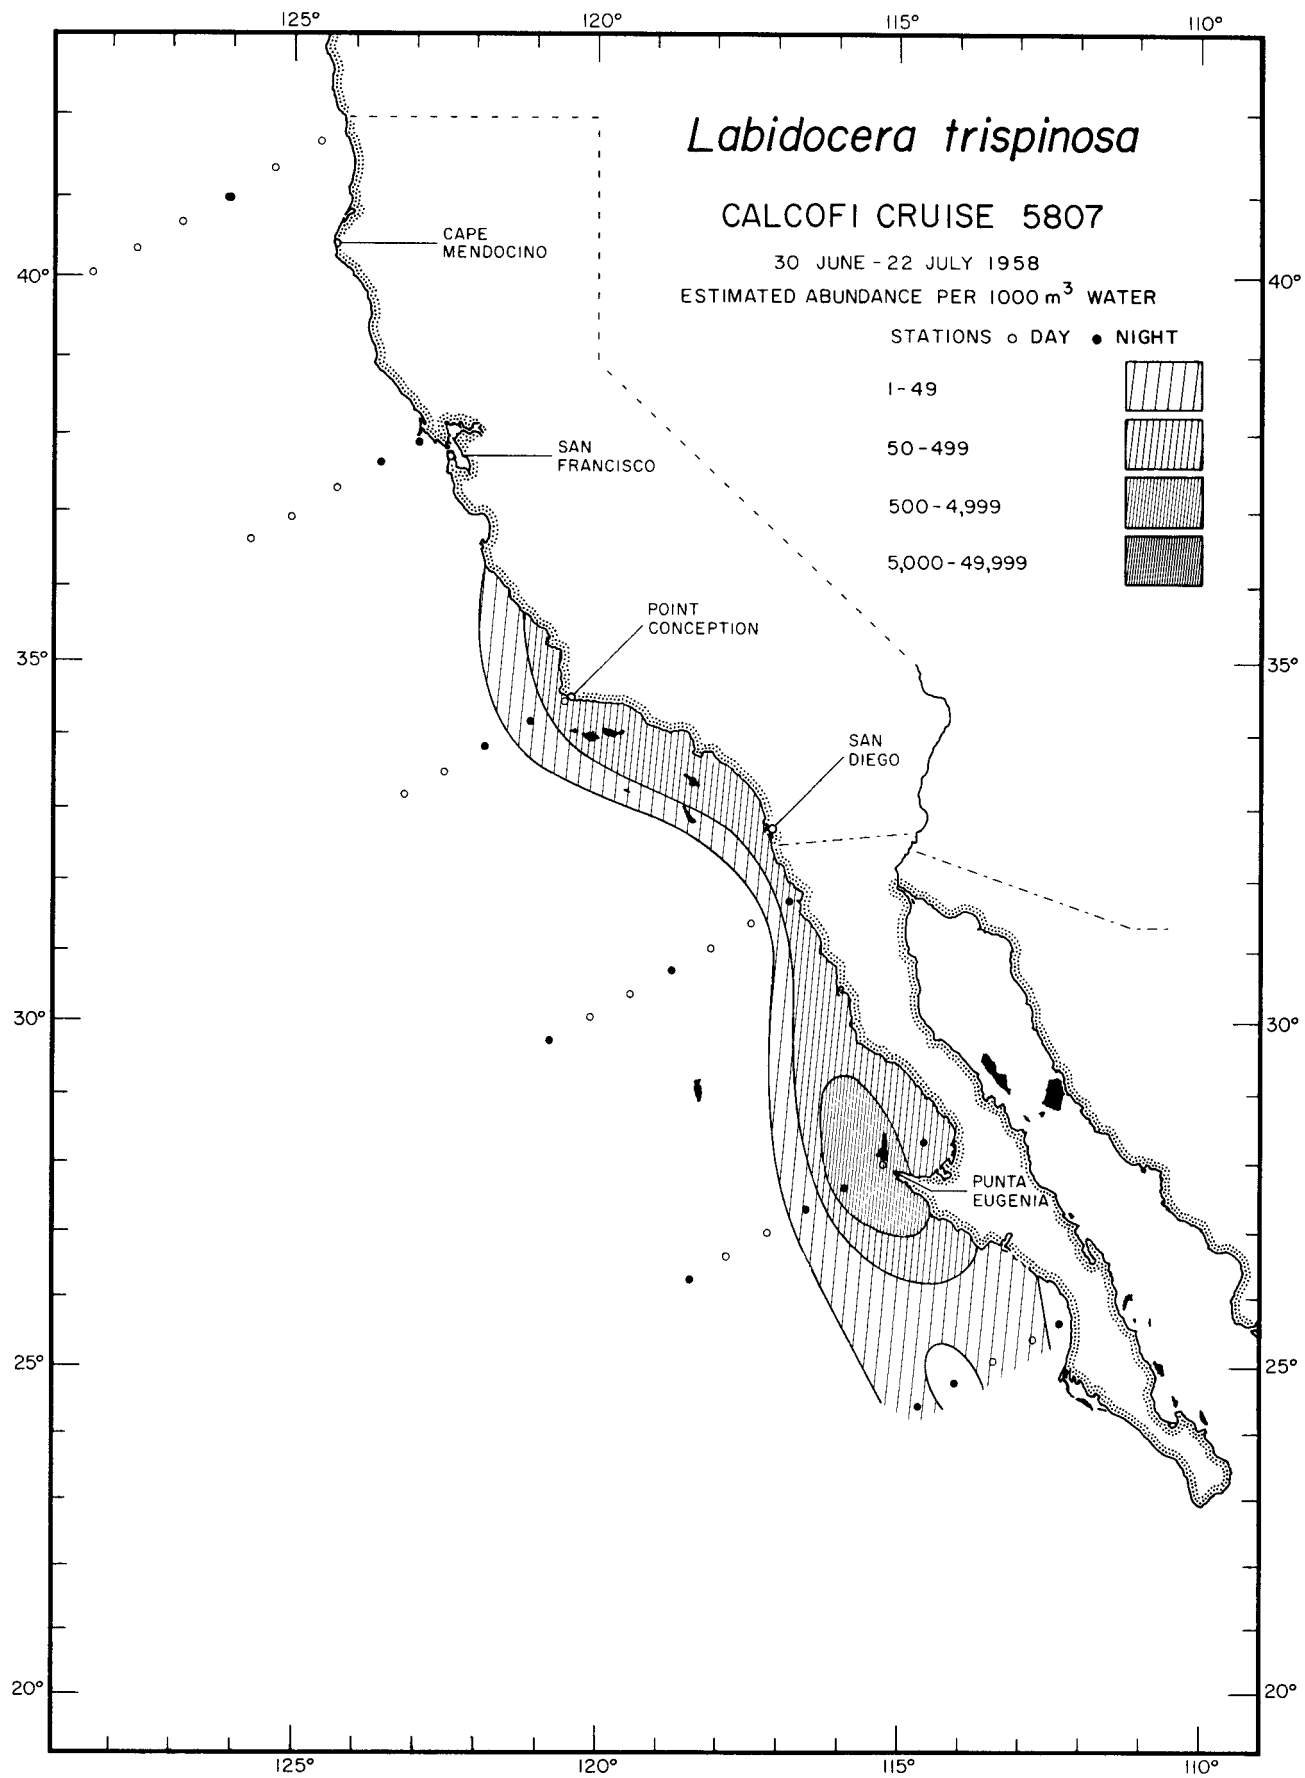 125° 120° 115° 110°
Labidocera trispinosa
CALCOFI CRUISE 5807
30 JUNE - 22 JULY 1958
ESTIMATED ABUNDANCE PER 1000 m³ WATER
STATIONS ○ DAY ● NIGHT
1-49
50-499
500-4,999
5,000-49,999
CAPE
MENDOCINO
40° 40°
SAN
FRANCISCO
POINT
CONCEPTION
35° 35°
SAN
DIEGO
30° 30°
PUNTA
EUGENIA
25° 25°
20° 20°
125° 120° 115° 110°